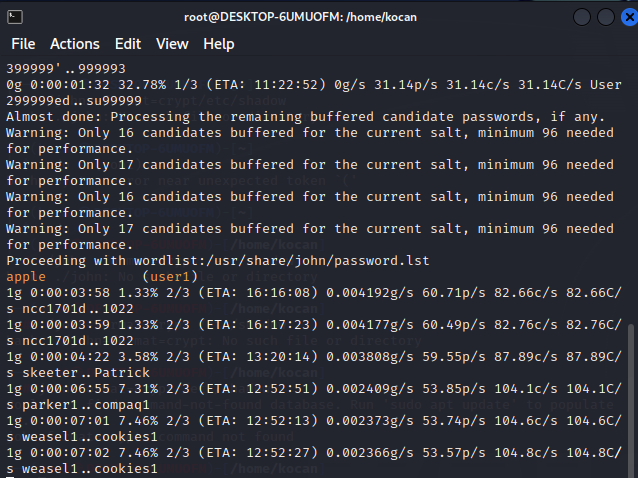 root@DESKTOP-6UMUOFM: /home/kocan
File Actions Edit View Help
399999'..999993
0g 0:00:01:32 32.78% 1/3 (ETA: 11:22:52) 0g/s 31.14p/s 31.14c/s 31.14C/s User
299999ed..su99999
Almost done: Processing the remaining buffered candidate passwords, if any.
Warning: Only 16 candidates buffered for the current salt, minimum 96 needed
for performance.
Warning: Only 17 candidates buffered for the current salt, minimum 96 needed
for performance.
Warning: Only 16 candidates buffered for the current salt, minimum 96 needed
for performance.
Warning: Only 17 candidates buffered for the current salt, minimum 96 needed
for performance.
Proceeding with wordlist:/usr/share/john/password.lst
apple (user1)
1g 0:00:03:58 1.33% 2/3 (ETA: 16:16:08) 0.004192g/s 60.71p/s 82.66c/s 82.66C/
s ncc1701d..1022
1g 0:00:03:59 1.33% 2/3 (ETA: 16:17:23) 0.004177g/s 60.49p/s 82.76c/s 82.76C/
s ncc1701d..1022
1g 0:00:04:22 3.58% 2/3 (ETA: 13:20:14) 0.003808g/s 59.55p/s 87.89c/s 87.89C/
s skeeter..Patrick
1g 0:00:06:55 7.31% 2/3 (ETA: 12:52:51) 0.002409g/s 53.85p/s 104.1c/s 104.1C/
s parker1..compaq1
1g 0:00:07:01 7.46% 2/3 (ETA: 12:52:13) 0.002373g/s 53.74p/s 104.6c/s 104.6C/
s weasel1..cookies1
1g 0:00:07:02 7.46% 2/3 (ETA: 12:52:27) 0.002366g/s 53.57p/s 104.8c/s 104.8C/
s weasel1..cookies1